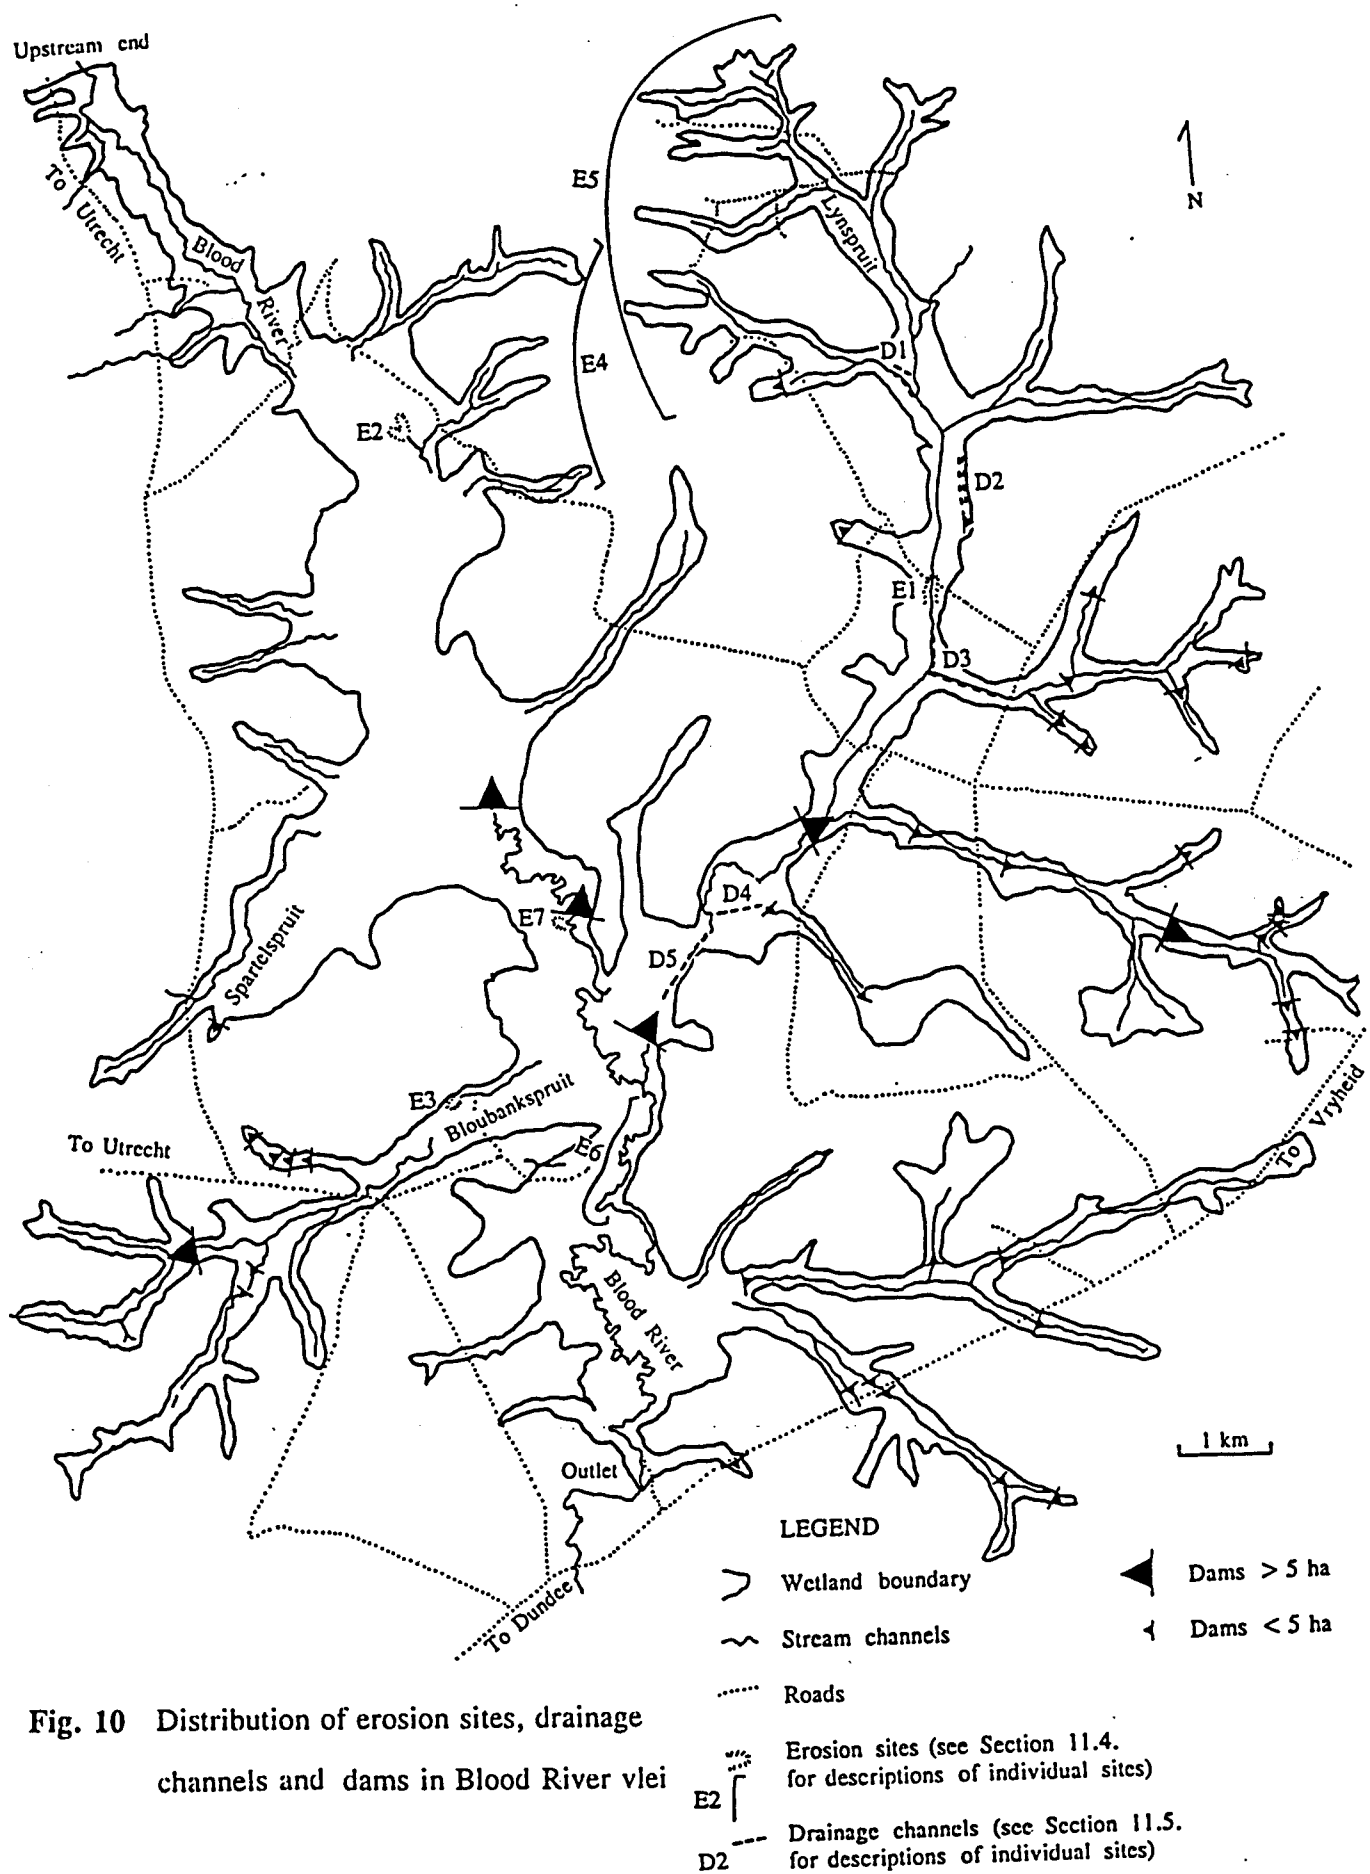 Upstream end
To Utrecht
Blood
River
E5
N
Lynspruit
E4
D1
E2
D2
E1
D3
E7
D4
D5
Spartelspruit
E3
Bloubankspruit
E6
To Utrecht
To Vryheid
Blood River
Outlet
1 km
To Dundee
LEGEND
Wetland boundary
Dams > 5 ha
Stream channels
Dams < 5 ha
Roads
Erosion sites (see Section 11.4.
for descriptions of individual sites)
E2
Drainage channels (see Section 11.5.
for descriptions of individual sites)
D2
Fig. 10 Distribution of erosion sites, drainage
channels and dams in Blood River vlei